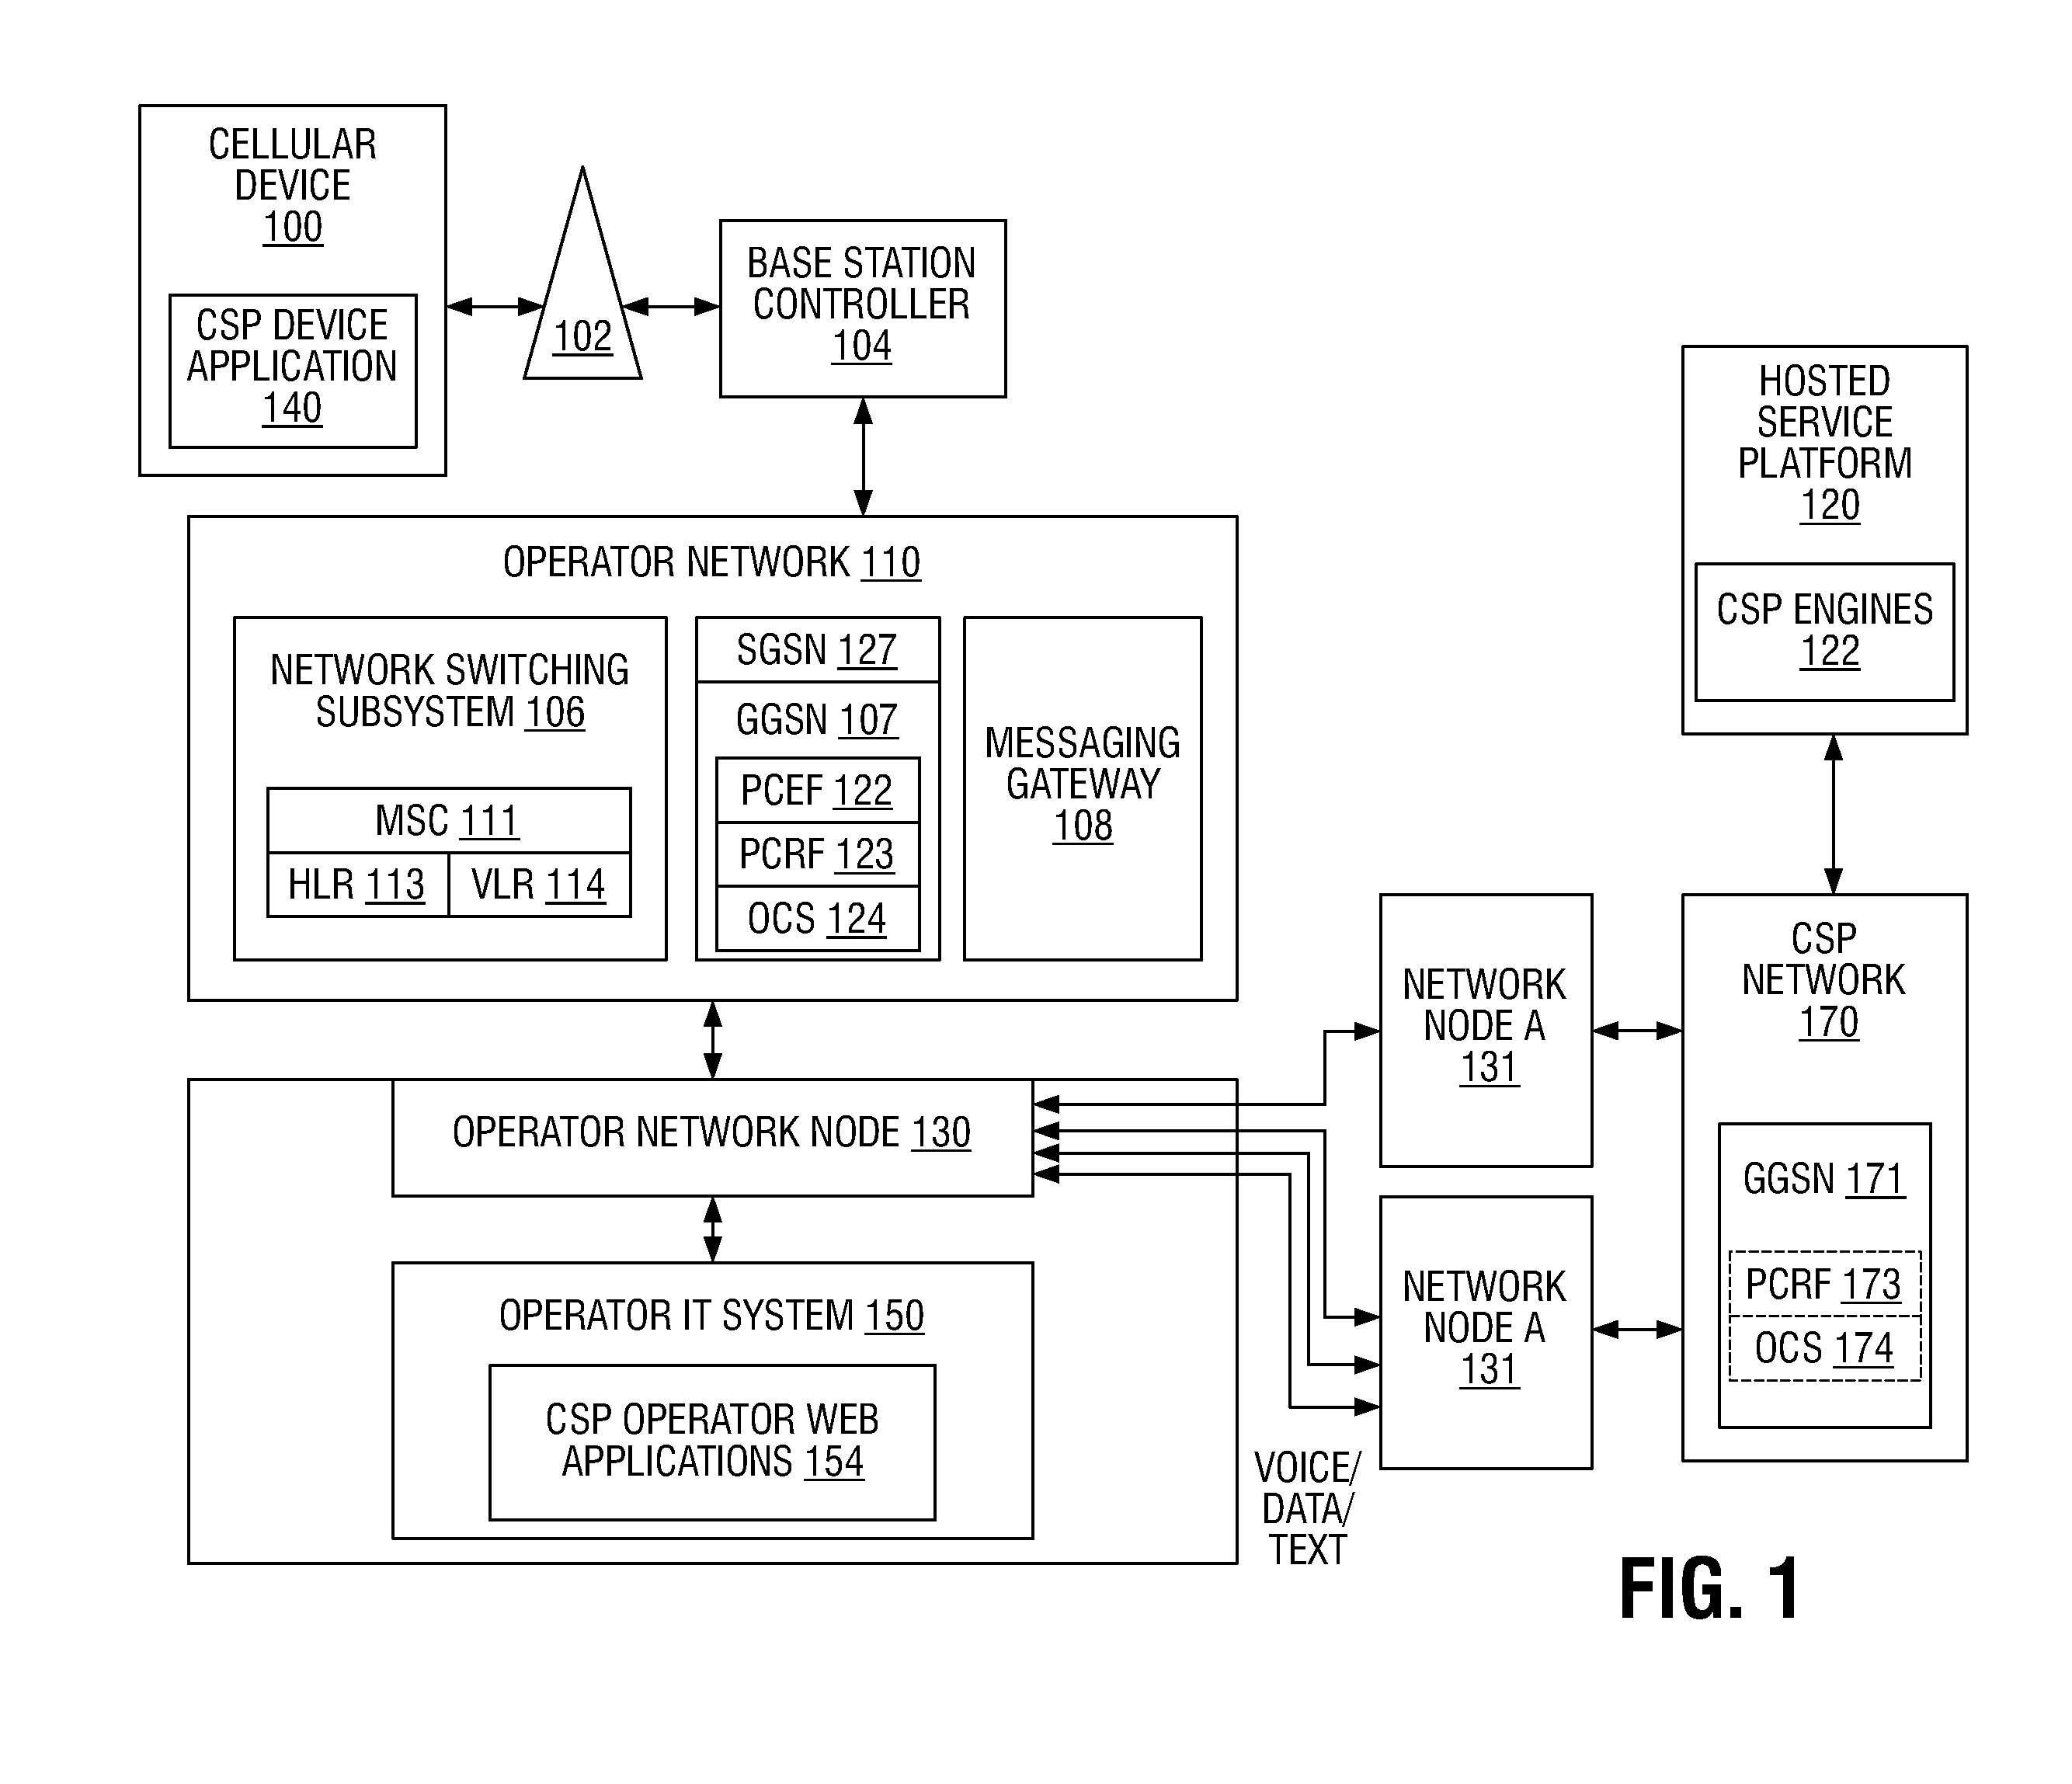 CELLULAR
DEVICE
100
CSP DEVICE
APPLICATION
140
102
BASE STATION
CONTROLLER
104
OPERATOR NETWORK 110
NETWORK SWITCHING
SUBSYSTEM 106
MSC 111
HLR 113
VLR 114
SGSN 127
GGSN 107
PCEF 122
PCRF 123
OCS 124
MESSAGING
GATEWAY
108
HOSTED
SERVICE
PLATFORM
120
CSP ENGINES
122
OPERATOR NETWORK NODE 130
OPERATOR IT SYSTEM 150
CSP OPERATOR WEB
APPLICATIONS 154
NETWORK
NODE A
131
NETWORK
NODE A
131
VOICE/
DATA/
TEXT
CSP
NETWORK
170
GGSN 171
PCRF 173
OCS 174
FIG. 1